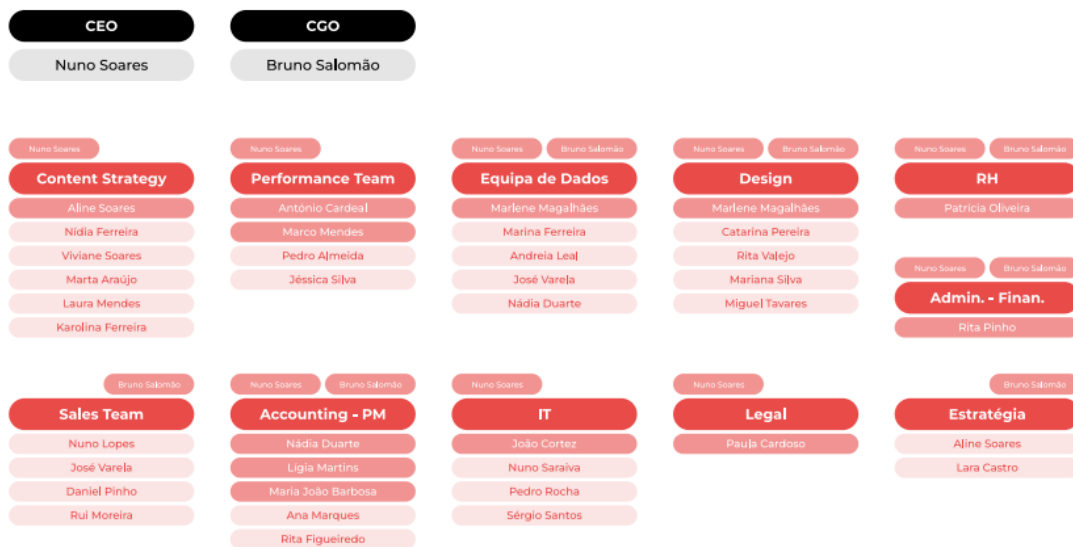 CEO
Nuno Soares
CGO
Bruno Salomão
Nuno Soares
Content Strategy
Aline Soares
Nídia Ferreira
Viviane Soares
Marta Araújo
Laura Mendes
Karolina Ferreira
Nuno Soares
Performance Team
António Cardeal
Marco Mendes
Pedro Almeida
Jéssica Silva
Nuno Soares Bruno Salomão
Equipa de Dados
Marlene Magalhães
Marina Ferreira
Andreia Leal
José Varela
Nádia Duarte
Nuno Soares Bruno Salomão
Design
Marlene Magalhães
Catarina Pereira
Rita Valejo
Mariana Silva
Miguel Tavares
Nuno Soares Bruno Salomão
RH
Patrícia Oliveira
Nuno Soares Bruno Salomão
Admin. - Finan.
Rita Pinho
Bruno Salomão
Sales Team
Nuno Lopes
José Varela
Daniel Pinho
Rui Moreira
Nuno Soares Bruno Salomão
Accounting - PM
Nádia Duarte
Lígia Martins
Maria João Barbosa
Ana Marques
Rita Figueiredo
Nuno Soares
IT
João Cortez
Nuno Saraiva
Pedro Rocha
Sérgio Santos
Nuno Soares
Legal
Paula Cardoso
Bruno Salomão
Estratégia
Aline Soares
Lara Castro